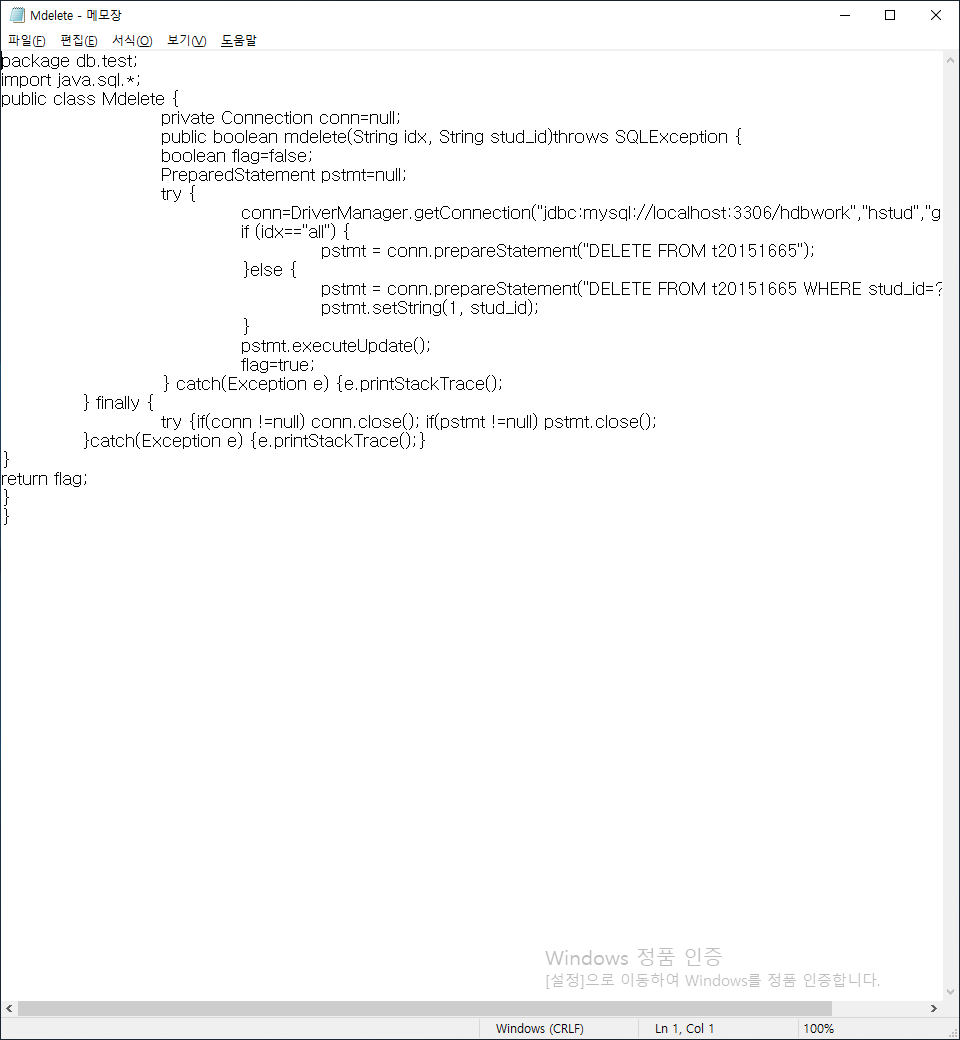 Mdelete - 메모장
파일(F) 편집(E) 서식(O) 보기(V) 도움말
package db.test;
import java.sql.*;
public class Mdelete {
private Connection conn=null;
public boolean mdelete(String idx, String stud_id)throws SQLException {
boolean flag=false;
PreparedStatement pstmt=null;
try {
conn=DriverManager.getConnection("jdbc:mysql://localhost:3306/hdbwork","hstud","g
if (idx=="all") {
pstmt = conn.prepareStatement("DELETE FROM t20151665");
}else {
pstmt = conn.prepareStatement("DELETE FROM t20151665 WHERE stud_id=?
pstmt.setString(1, stud_id);
}
pstmt.executeUpdate();
flag=true;
} catch(Exception e) {e.printStackTrace();
} finally {
try {if(conn !=null) conn.close(); if(pstmt !=null) pstmt.close();
}catch(Exception e) {e.printStackTrace();}
}
return flag;
}
}
Windows 정품 인증
[설정]으로 이동하여 Windows를 정품 인증합니다.
Windows (CRLF) Ln 1, Col 1 100%